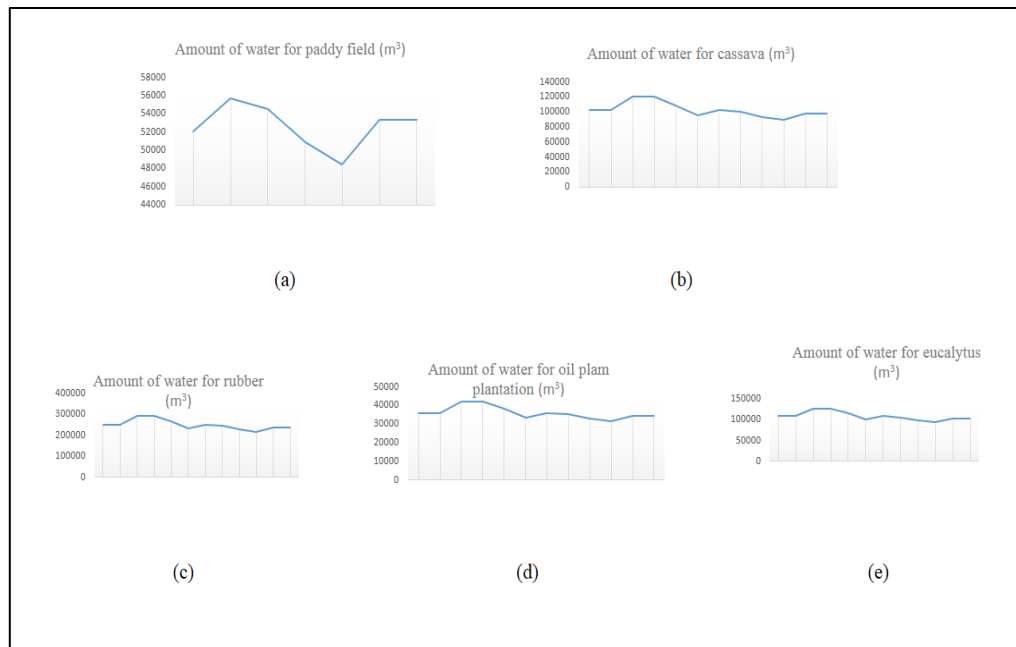 Amount of water for paddy field (m³)
58000
56000
54000
52000
50000
48000
46000
44000
(a)
Amount of water for cassava (m³)
140000
120000
100000
80000
60000
40000
20000
0
(b)
Amount of water for rubber
(m³)
400000
300000
200000
100000
0
(c)
Amount of water for oil plam
plantation (m³)
50000
40000
30000
20000
10000
0
(d)
Amount of water for eucalytus
(m³)
150000
100000
50000
0
(e)